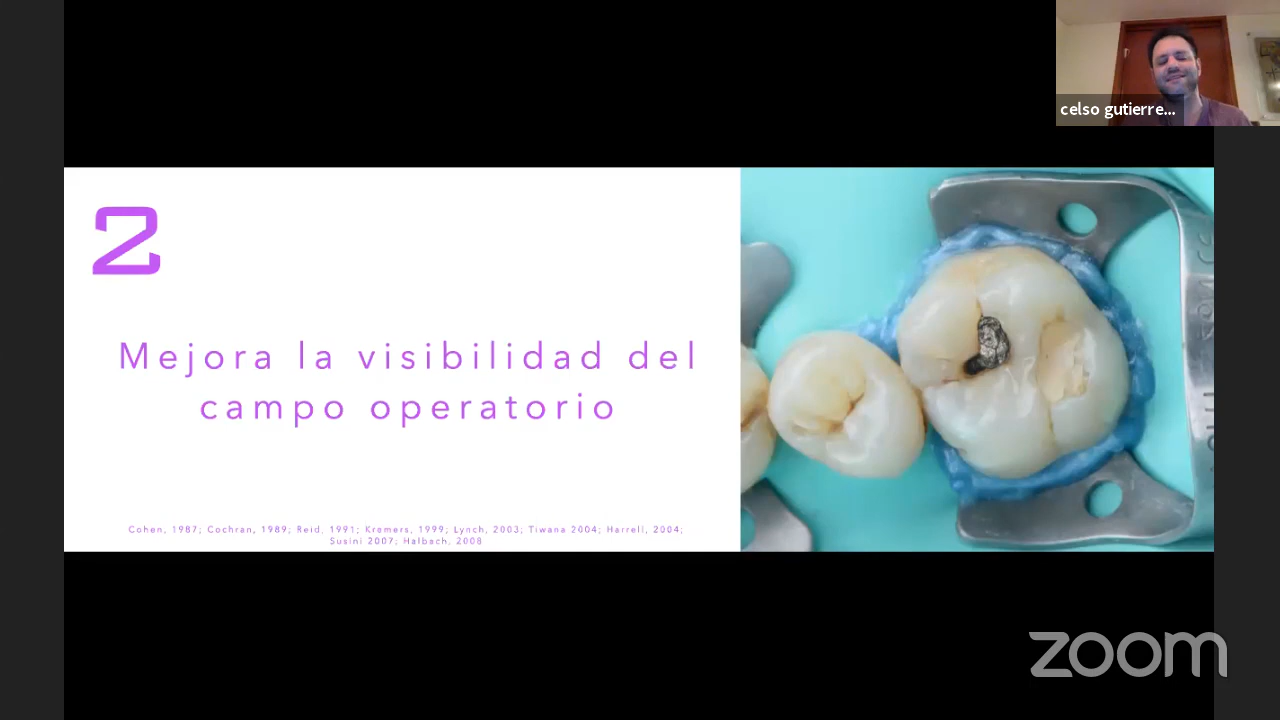 celso gutierre...
2
Mejora la visibilidad del
campo operatorio
Cohen, 1987; Cochran, 1989; Reid, 1991; Kremers, 1999; Lynch, 2003; Tiwana 2004; Harrell, 2004;
Susini 2007; Halbach, 2008
zoom